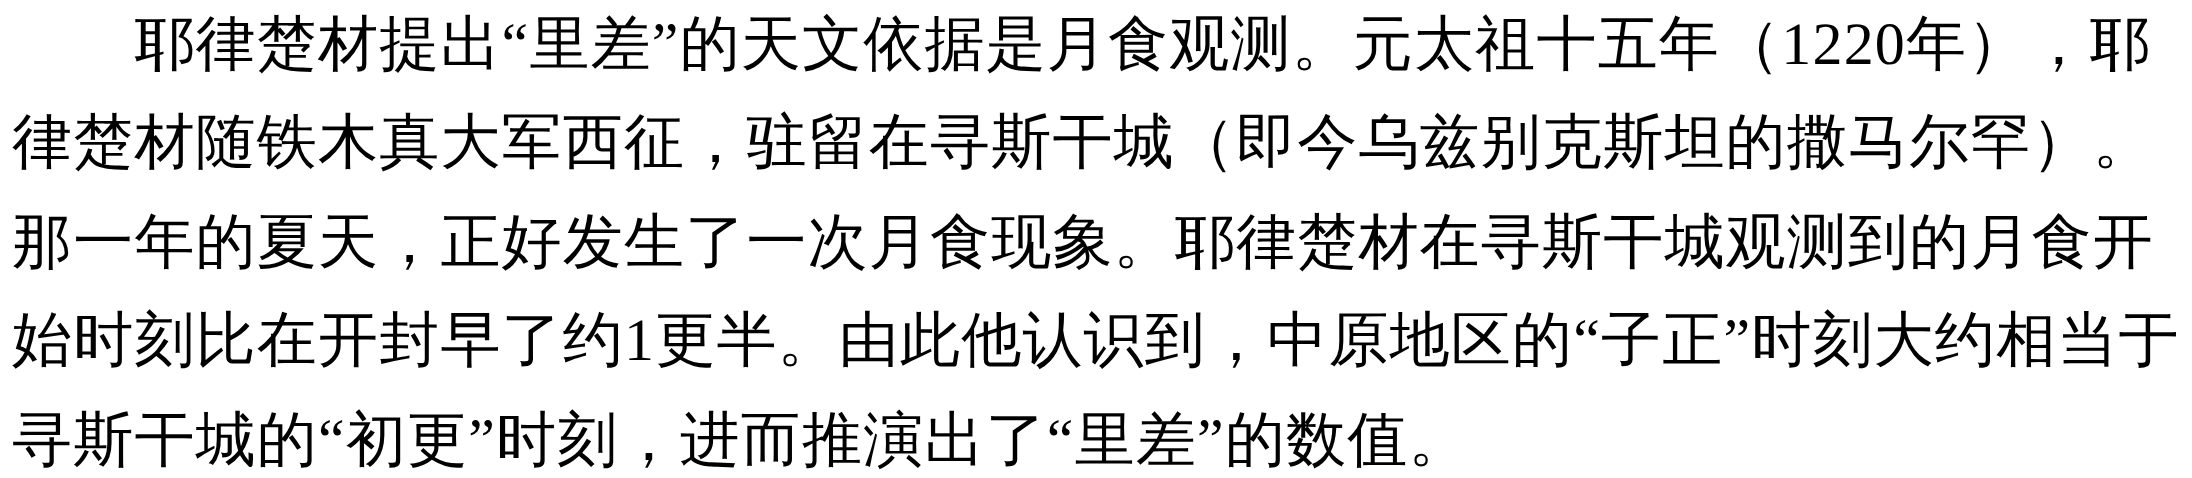 耶律楚材提出“里差”的天文依据是月食观测。元太祖十五年（1220年），耶
律楚材随铁木真大军西征，驻留在寻斯干城（即今乌兹别克斯坦的撒马尔罕）。
那一年的夏天，正好发生了一次月食现象。耶律楚材在寻斯干城观测到的月食开
始时刻比在开封早了约1更半。由此他认识到，中原地区的“子正”时刻大约相当于
寻斯干城的“初更”时刻，进而推演出了“里差”的数值。